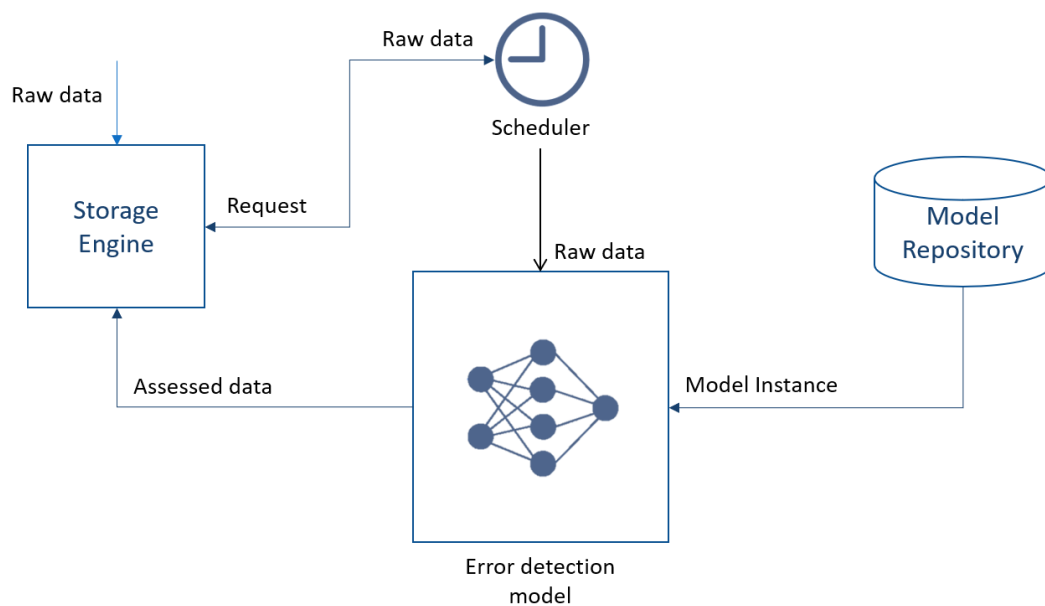 Raw data
Raw data
Scheduler
Storage
Engine
Request
Raw data
Model
Repository
Assessed data
Model Instance
Error detection
model